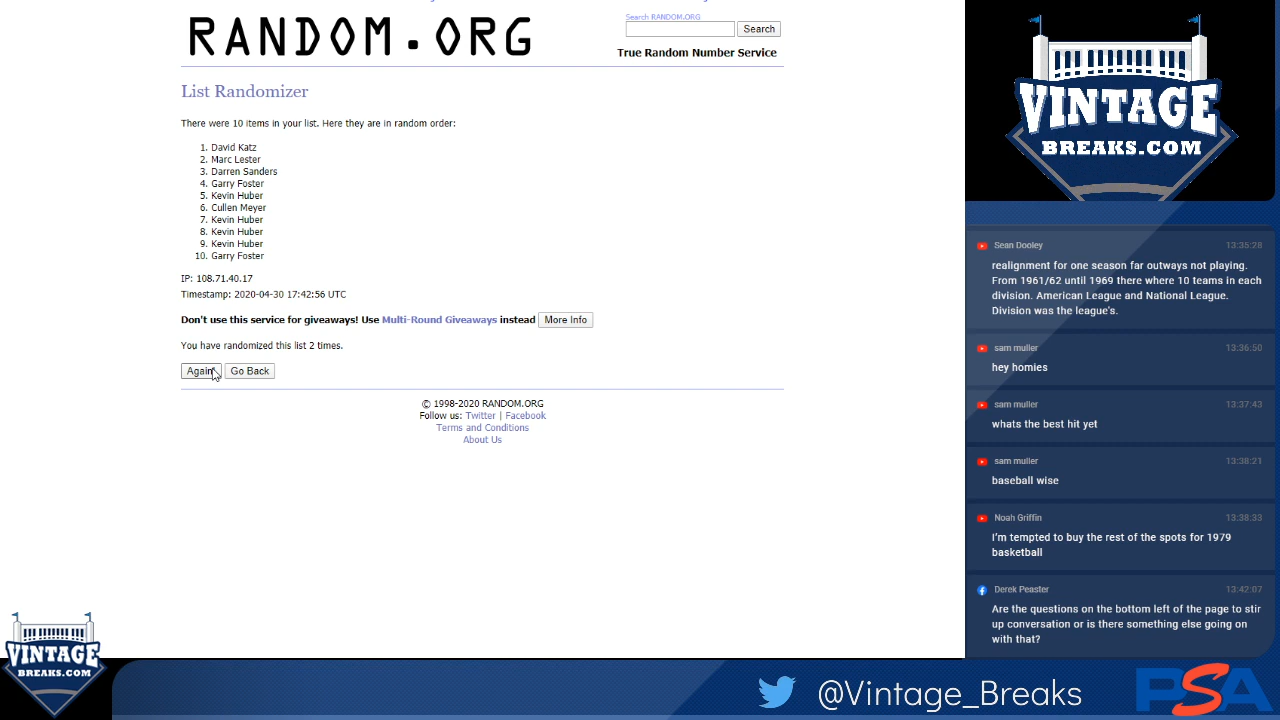 RANDOM.ORG
Search RANDOM.ORG
Search
True Random Number Service
List Randomizer
There were 10 items in your list. Here they are in random order:
1. David Katz
2. Marc Lester
3. Darren Sanders
4. Garry Foster
5. Kevin Huber
6. Cullen Meyer
7. Kevin Huber
8. Kevin Huber
9. Kevin Huber
10. Garry Foster
IP: 108.71.40.17
Timestamp: 2020-04-30 17:42:56 UTC
Don't use this service for giveaways! Use Multi-Round Giveaways instead More Info
You have randomized this list 2 times.
Again! Go Back
© 1998-2020 RANDOM.ORG
Follow us: Twitter | Facebook
Terms and Conditions
About Us
VINTAGE
BREAKS.COM
Sean Dooley 13:35:28
realignment for one season far outways not playing.
From 1961/62 until 1969 there where 10 teams in each
division. American League and National League.
Division was the league's.
sam muller 13:36:50
hey homies
sam muller 13:37:43
whats the best hit yet
sam muller 13:38:21
baseball wise
Noah Griffin 13:38:33
I'm tempted to buy the rest of the spots for 1979
basketball
Derek Peaster 13:42:07
Are the questions on the bottom left of the page to stir
up conversation or is there something else going on
with that?
VINTAGE
BREAKS.COM
@Vintage_Breaks
PSA